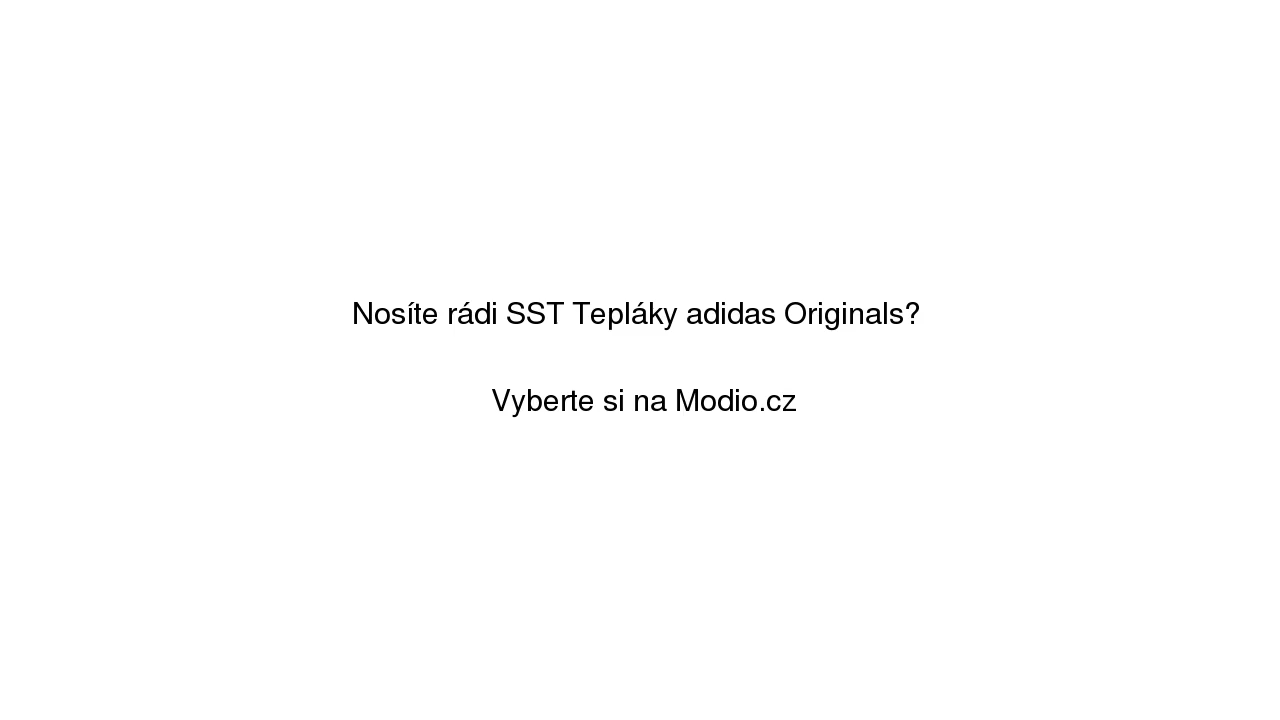 Nosíte rádi SST Tepláky adidas Originals?
Vyberte si na Modio.cz